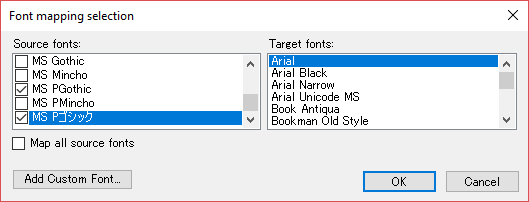 Font mapping selection
Source fonts:
MS Gothic
MS Mincho
MS PGothic
MS PMincho
MS Pゴシック
Target fonts:
Arial
Arial Black
Arial Narrow
Arial Unicode MS
Book Antiqua
Bookman Old Style
Map all source fonts
Add Custom Font...
OK
Cancel